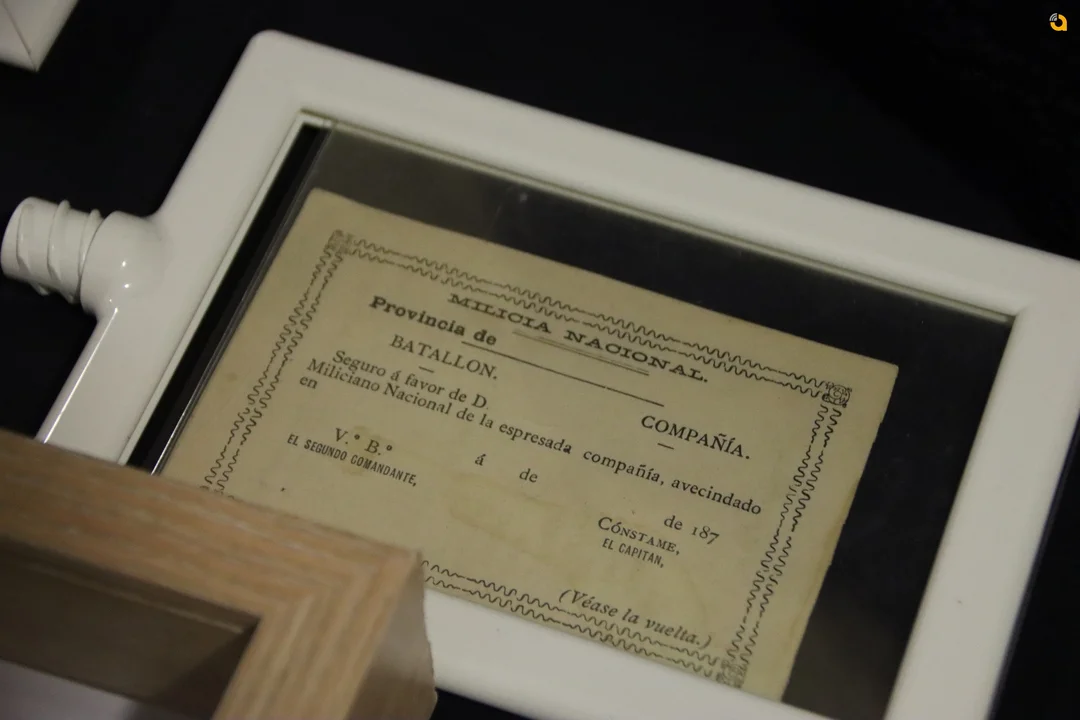 MILICIA NACIONAL.
Provincia de
BATALLON.
COMPAÑÍA.
Seguro á favor de D.
Miliciano Nacional de la espresada compañía, avecindado
en
á de de 187
V.º B.º
EL SEGUNDO COMANDANTE,
CÓNSTAME,
EL CAPITAN,
(Véase la vuelta.)